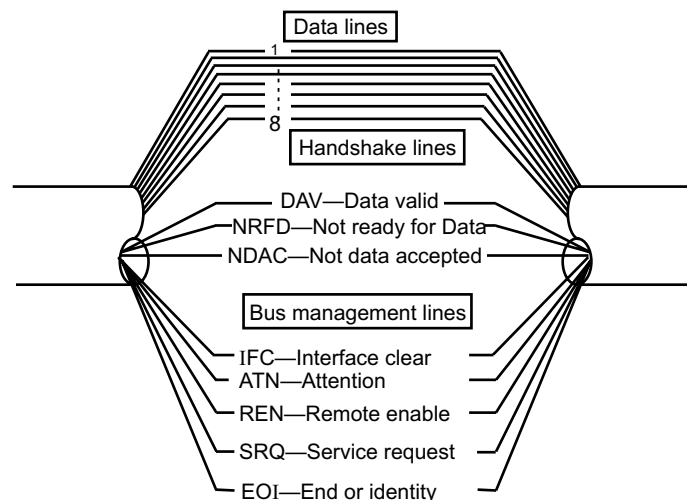 Data lines
1
8
Handshake lines
DAV—Data valid
NRFD—Not ready for Data
NDAC—Not data accepted
Bus management lines
IFC—Interface clear
ATN—Attention
REN—Remote enable
SRQ—Service request
EOI—End or identity